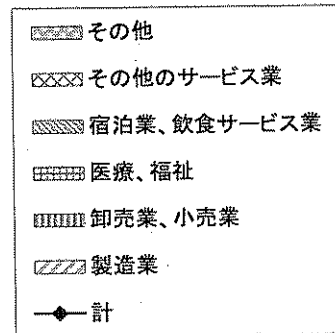 その他
その他のサービス業
宿泊業、飲食サービス業
医療、福祉
卸売業、小売業
製造業
計